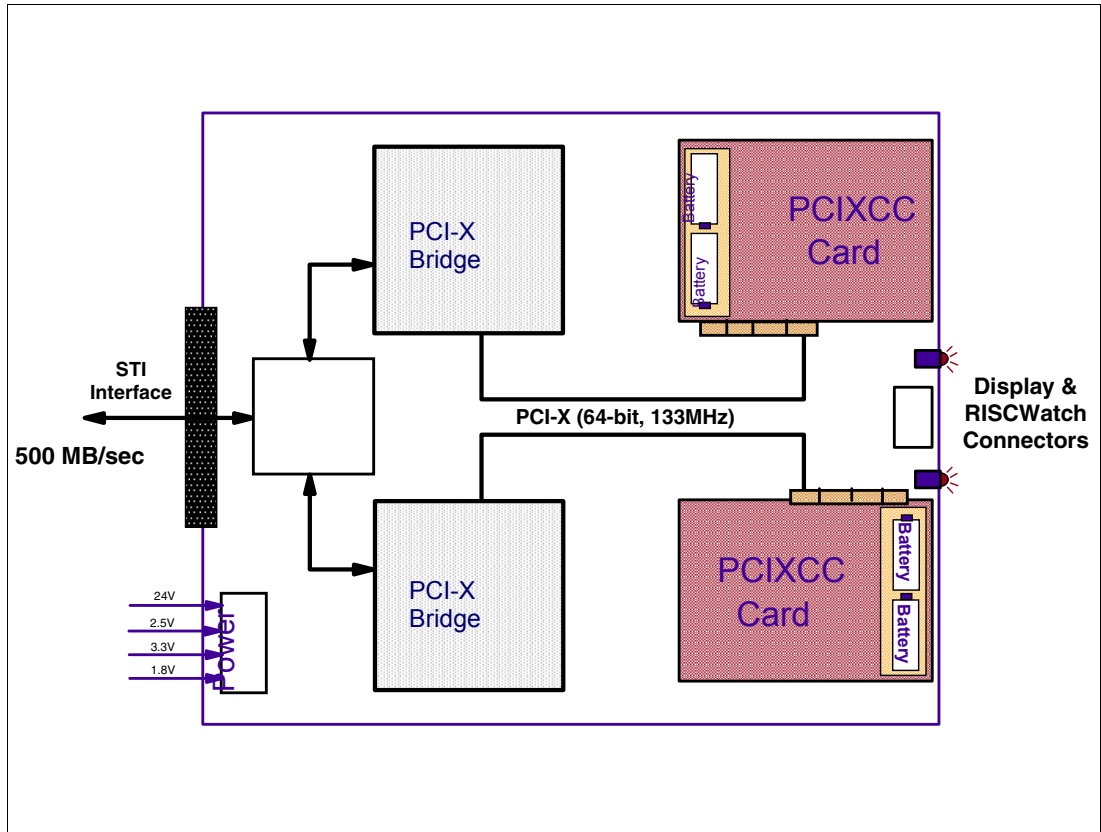 PCI-X
Bridge
Battery
Battery
PCIXCC
Card
STI
Interface
500 MB/sec
PCI-X (64-bit, 133MHz)
Display &
RISCWatch
Connectors
PCI-X
Bridge
PCIXCC
Card
Battery
Battery
24V
2.5V
3.3V
1.8V
Power